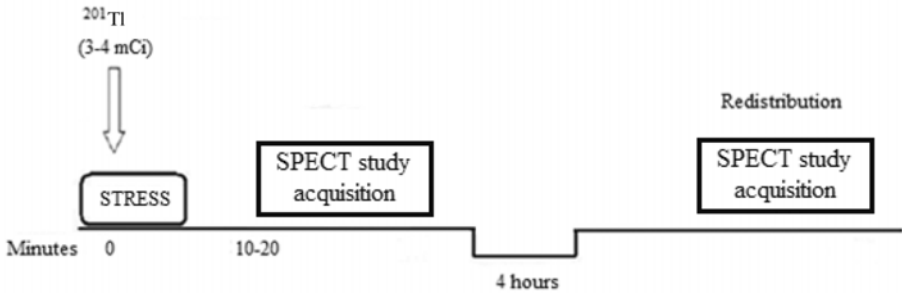 ²⁰¹Tl
(3-4 mCi)
Redistribution
STRESS
SPECT study
acquisition
SPECT study
acquisition
Minutes 0 10-20
4 hours